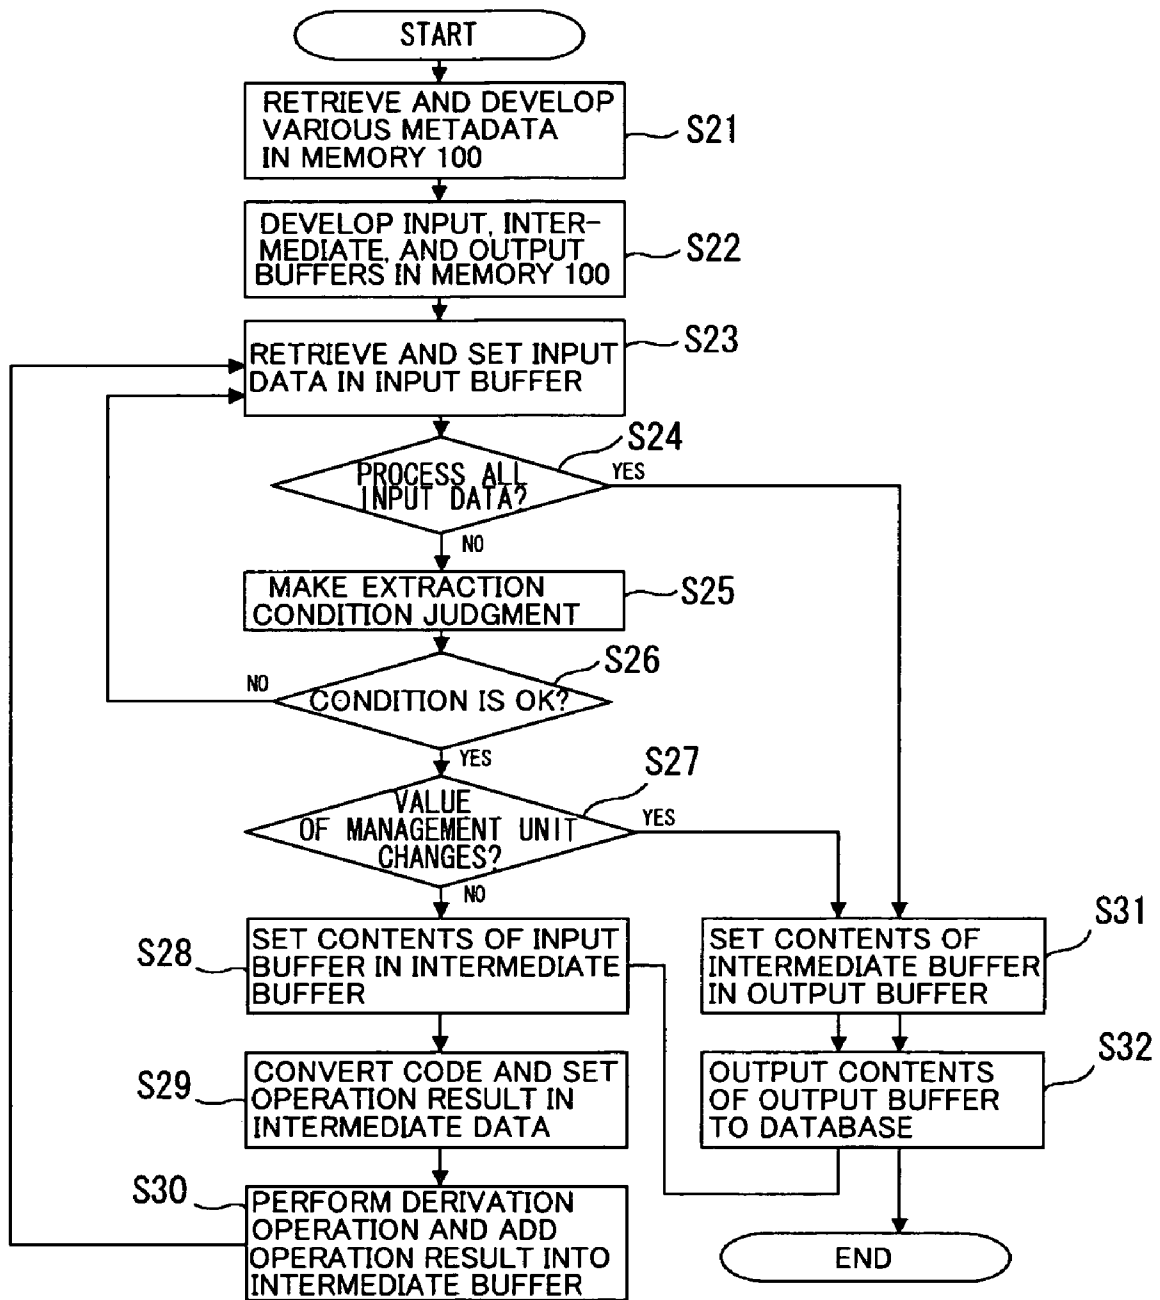 START
RETRIEVE AND DEVELOP
VARIOUS METADATA
IN MEMORY 100
S21
DEVELOP INPUT, INTER-
MEDIATE, AND OUTPUT
BUFFERS IN MEMORY 100
S22
RETRIEVE AND SET INPUT
DATA IN INPUT BUFFER
S23
PROCESS ALL
INPUT DATA?
S24
YES
NO
MAKE EXTRACTION
CONDITION JUDGMENT
S25
CONDITION IS OK?
S26
NO
YES
VALUE
OF MANAGEMENT UNIT
CHANGES?
S27
YES
NO
S28
SET CONTENTS OF INPUT
BUFFER IN INTERMEDIATE
BUFFER
SET CONTENTS OF
INTERMEDIATE BUFFER
IN OUTPUT BUFFER
S31
S29
CONVERT CODE AND SET
OPERATION RESULT IN
INTERMEDIATE DATA
OUTPUT CONTENTS
OF OUTPUT BUFFER
TO DATABASE
S32
S30
PERFORM DERIVATION
OPERATION AND ADD
OPERATION RESULT INTO
INTERMEDIATE BUFFER
END